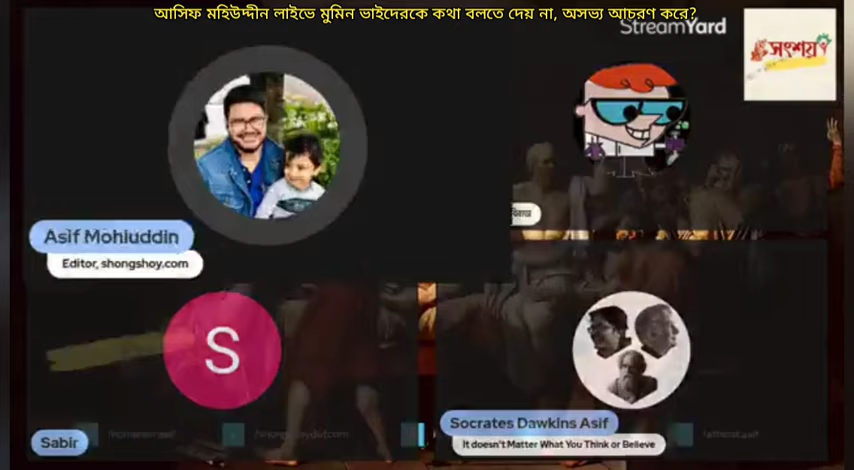 আসিফ মহিউদ্দীন লাইভে মুমিন ভাইদেরকে কথা বলতে দেয় না, অসভ্য আচরণ করে?
StreamYard
সংশয়
Asif Mohiuddin
Editor, shongshoy.com
S
Sabir
Socrates Dawkins Asif
It doesn't Matter What You Think or Believe